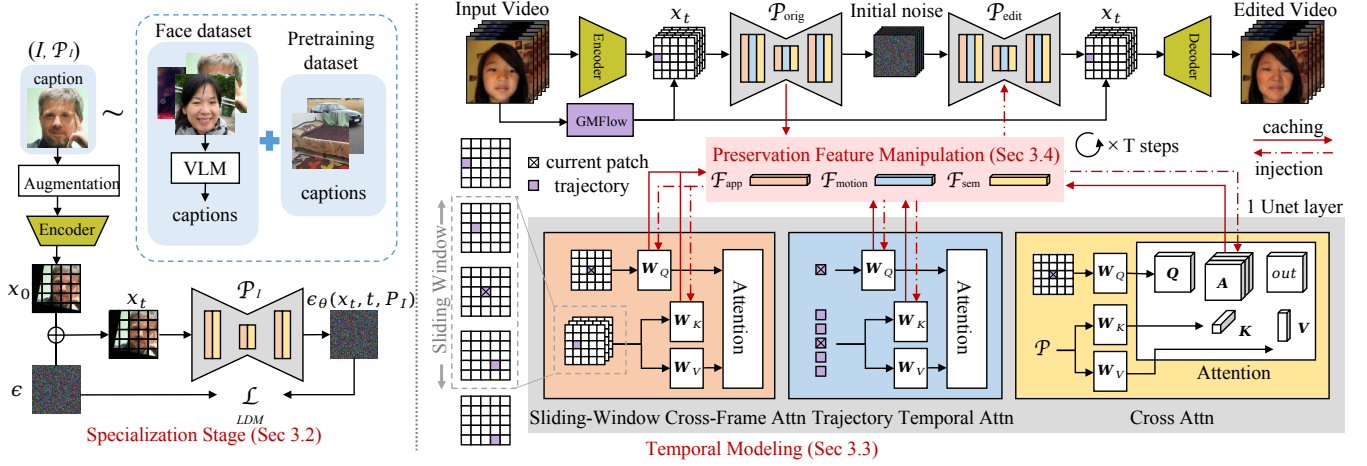 (I, P_I)
caption
~
Face dataset
VLM
captions
Pretraining
dataset
captions
Augmentation
Encoder
x_0
x_t
P_I
ϵ_θ(x_t, t, P_I)
ϵ
L
LDM
Specialization Stage (Sec 3.2)
Input Video
Encoder
x_t
P_orig
Initial noise
P_edit
x_t
Decoder
Edited Video
GMFlow
current patch
trajectory
Preservation Feature Manipulation (Sec 3.4)
F_app
F_motion
F_sem
× T steps
caching
injection
1 Unet layer
Sliding Window
W_Q
W_K
W_V
Attention
Sliding-Window Cross-Frame Attn
W_Q
W_K
W_V
Attention
Trajectory Temporal Attn
P
W_Q
W_K
W_V
Q
A
out
K
V
Attention
Cross Attn
Temporal Modeling (Sec 3.3)